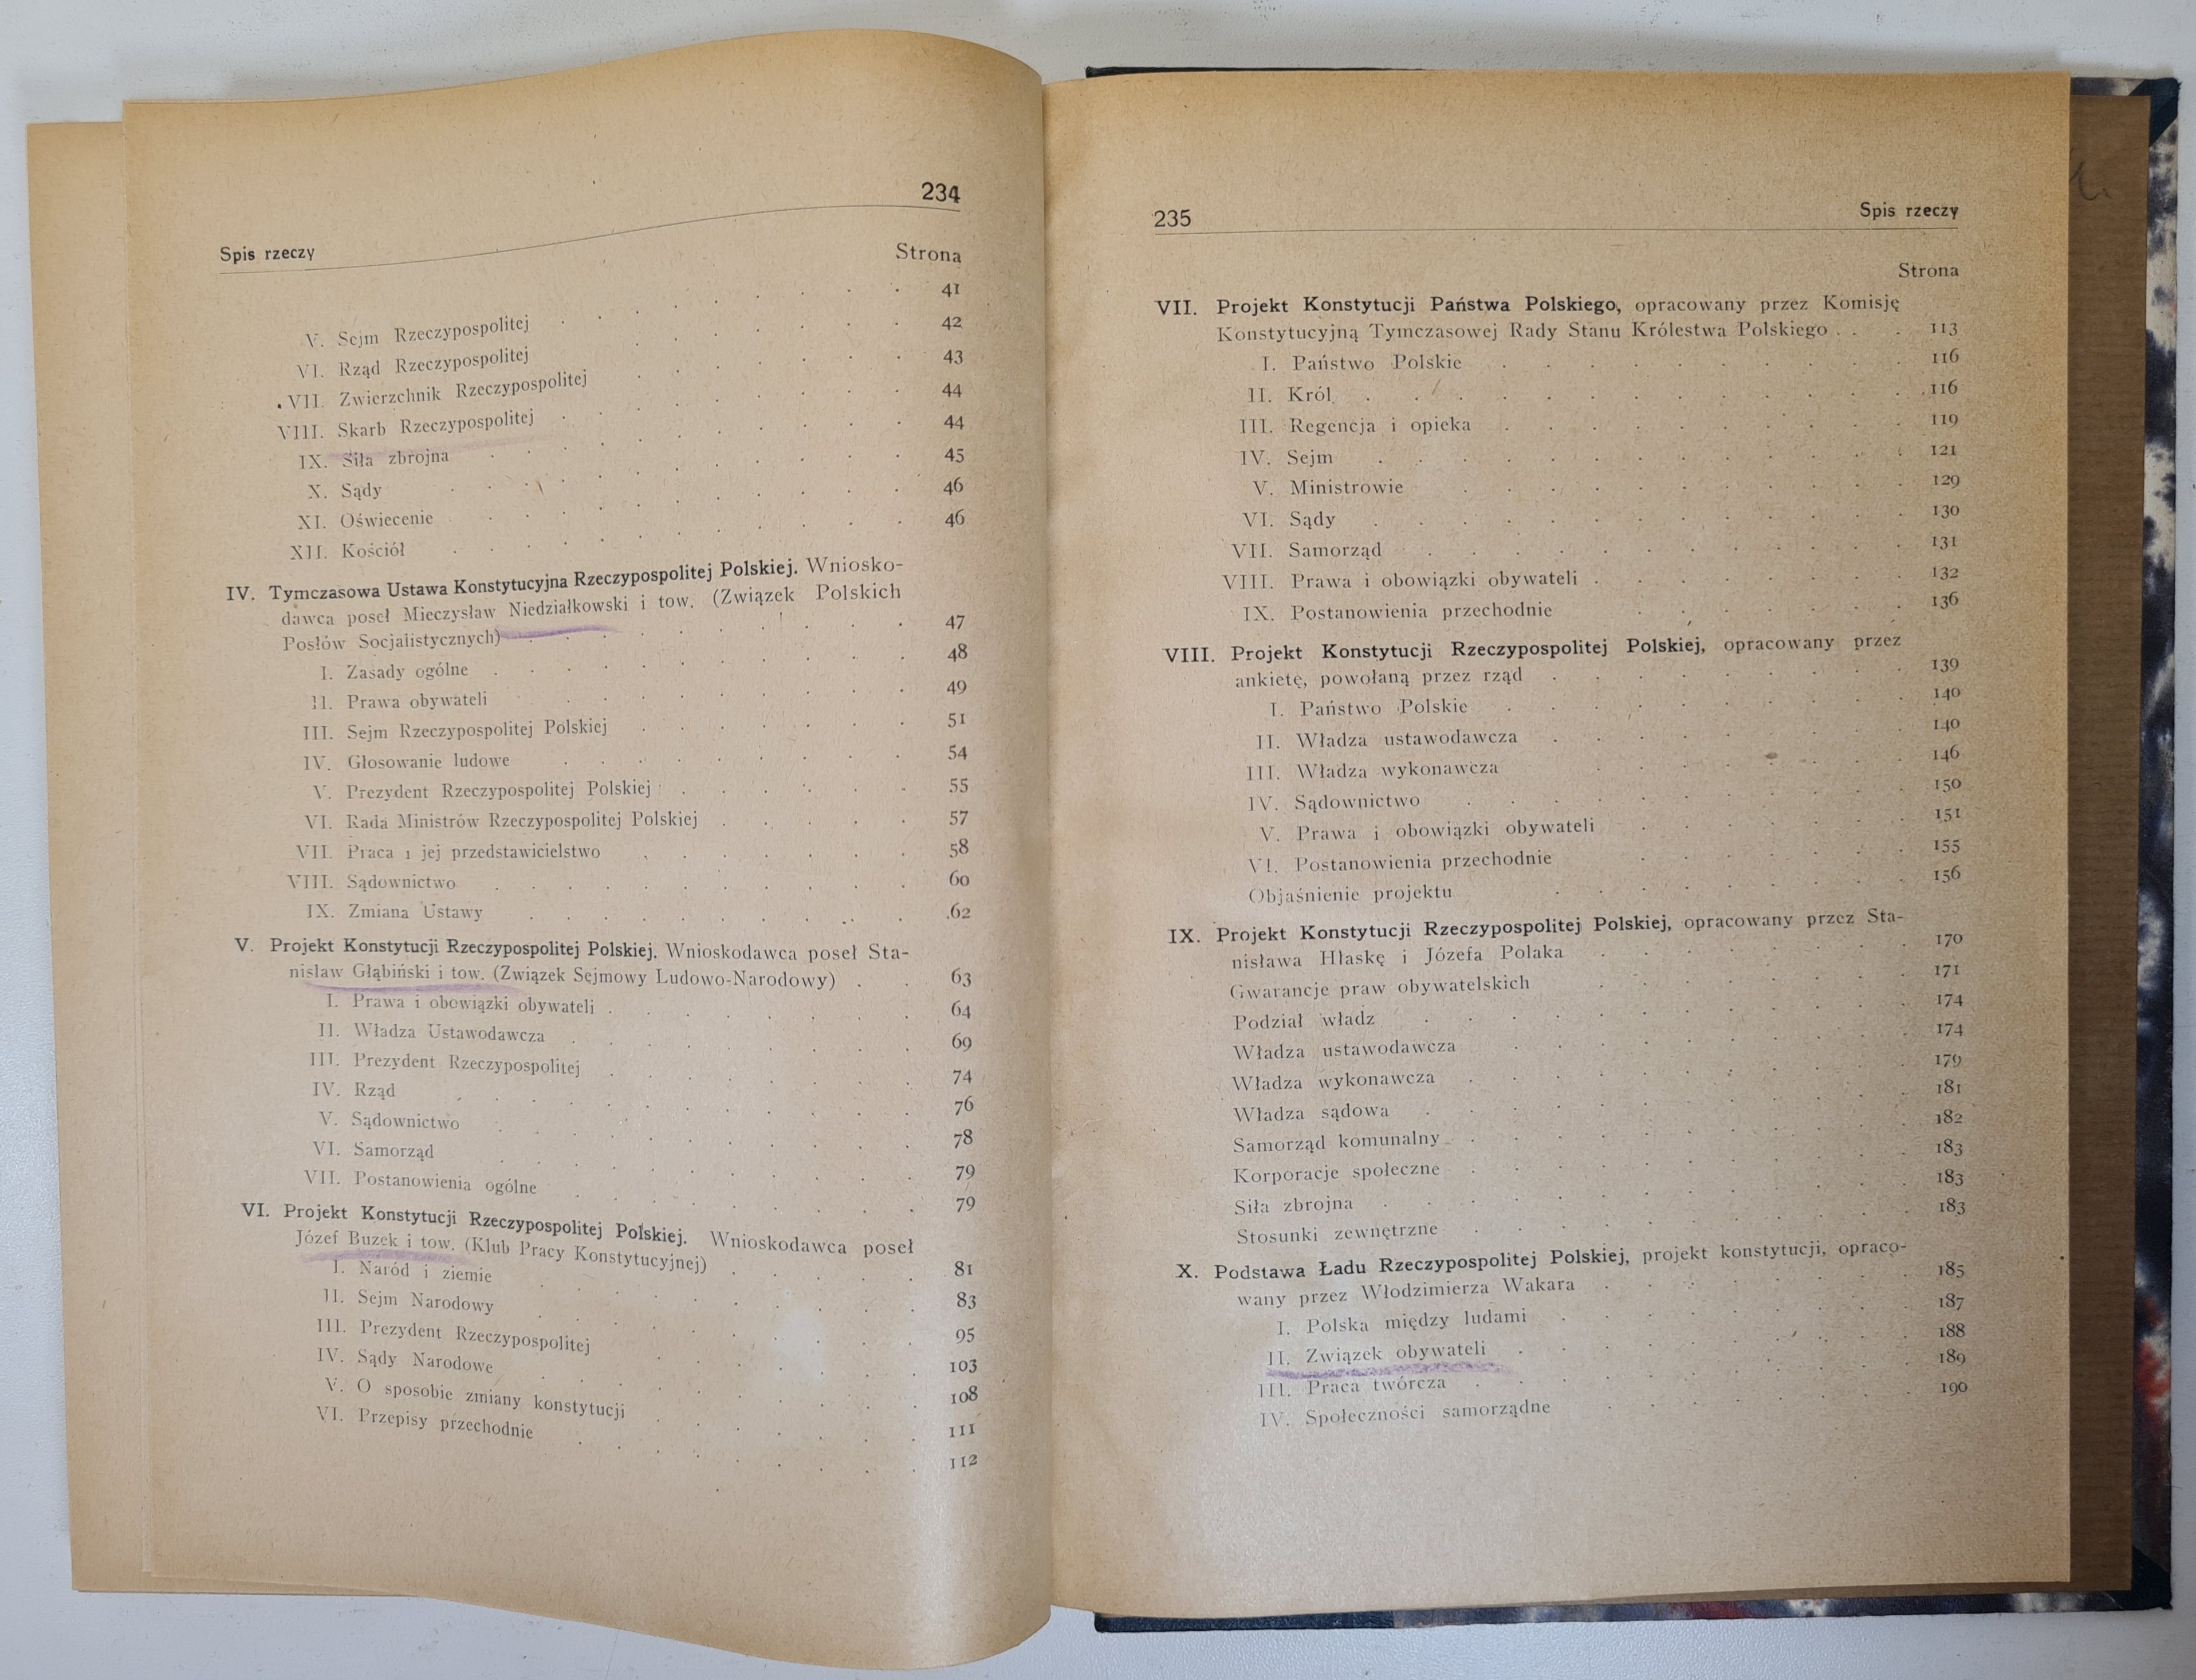 234
Spis rzeczy
Strona
V. Sejm Rzeczypospolitej . . . . . . 41
VI. Rząd Rzeczypospolitej . . . . . . 42
VII. Zwierzchnik Rzeczypospolitej . . . . . . 43
VIII. Skarb Rzeczypospolitej . . . . . . 44
IX. Siła zbrojna . . . . . . 44
X. Sądy . . . . . . 45
XI. Oświecenie . . . . . . 46
XII. Kościół . . . . . . 46
IV. Tymczasowa Ustawa Konstytucyjna Rzeczypospolitej Polskiej. Wniosko-
dawca poseł Mieczysław Niedziałkowski i tow. (Związek Polskich
Posłów Socjalistycznych) . . . . . . 47
I. Zasady ogólne . . . . . . 48
II. Prawa obywateli . . . . . . 49
III. Sejm Rzeczypospolitej Polskiej . . . . . . 51
IV. Głosowanie ludowe . . . . . . 54
V. Prezydent Rzeczypospolitej Polskiej . . . . . . 55
VI. Rada Ministrów Rzeczypospolitej Polskiej . . . . . 57
VII. Praca i jej przedstawicielstwo . . . . . . 58
VIII. Sądownictwo . . . . . . 60
IX. Zmiana Ustawy . . . . . . 62
V. Projekt Konstytucji Rzeczypospolitej Polskiej. Wnioskodawca poseł Sta-
nisław Głąbiński i tow. (Związek Sejmowy Ludowo-Narodowy) . . 63
I. Prawa i obowiązki obywateli . . . . . . 64
II. Władza Ustawodawcza . . . . . . 69
III. Prezydent Rzeczypospolitej . . . . . . 74
IV. Rząd . . . . . . 76
V. Sądownictwo . . . . . . 78
VI. Samorząd . . . . . . 79
VII. Postanowienia ogólne . . . . . . 79
VI. Projekt Konstytucji Rzeczypospolitej Polskiej. Wnioskodawca poseł
Józef Buzek i tow. (Klub Pracy Konstytucyjnej) . . . . . 81
I. Naród i ziemie . . . . . . 83
II. Sejm Narodowy . . . . . . 95
III. Prezydent Rzeczypospolitej . . . . . . 103
IV. Sądy Narodowe . . . . . . 108
V. O sposobie zmiany konstytucji . . . . . . 111
VI. Przepisy przechodnie . . . . . . 112
235
Spis rzeczy
Strona
VII. Projekt Konstytucji Państwa Polskiego, opracowany przez Komisję
Konstytucyjną Tymczasowej Rady Stanu Królestwa Polskiego . . . 113
I. Państwo Polskie . . . . . . 116
II. Król . . . . . . 116
III. Regencja i opieka . . . . . . 119
IV. Sejm . . . . . . 121
V. Ministrowie . . . . . . 129
VI. Sądy . . . . . . 130
VII. Samorząd . . . . . . 131
VIII. Prawa i obowiązki obywateli . . . . . . 132
IX. Postanowienia przechodnie . . . . . . 136
VIII. Projekt Konstytucji Rzeczypospolitej Polskiej, opracowany przez
ankietę, powołaną przez rząd . . . . . . 139
I. Państwo Polskie . . . . . . 140
II. Władza ustawodawcza . . . . . . 140
III. Władza wykonawcza . . . . . . 146
IV. Sądownictwo . . . . . . 150
V. Prawa i obowiązki obywateli . . . . . . 151
VI. Postanowienia przechodnie . . . . . . 155
Objaśnienie projektu . . . . . . 156
IX. Projekt Konstytucji Rzeczypospolitej Polskiej, opracowany przez Sta-
nisława Hłaskę i Józefa Polaka . . . . . . 170
Gwarancje praw obywatelskich . . . . . . 171
Podział władz . . . . . . 174
Władza ustawodawcza . . . . . . 174
Władza wykonawcza . . . . . . 179
Władza sądowa . . . . . . 181
Samorząd komunalny . . . . . . 182
Korporacje społeczne . . . . . . 183
Siła zbrojna . . . . . . 183
Stosunki zewnętrzne . . . . . . 183
X. Podstawa Ładu Rzeczypospolitej Polskiej, projekt konstytucji, opraco-
wany przez Włodzimierza Wakara . . . . . . 185
I. Polska między ludami . . . . . . 187
II. Związek obywateli . . . . . . 188
III. Praca twórcza . . . . . . 189
IV. Społeczności samorządne . . . . . . 190